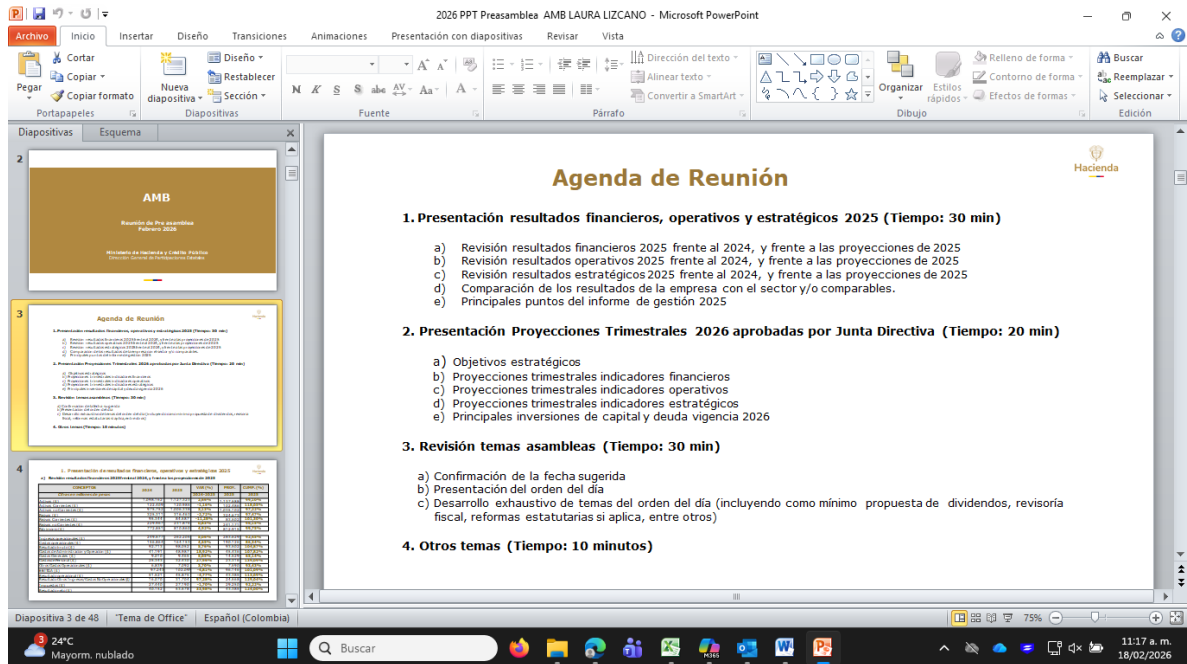 2026 PPT Preasamblea AMB LAURA LIZCANO - Microsoft PowerPoint
Archivo Inicio Insertar Diseño Transiciones Animaciones Presentación con diapositivas Revisar Vista
Pegar
Cortar
Copiar
Copiar formato
Portapapeles
Nueva diapositiva
Diseño
Restablecer
Sección
Diapositivas
N K S S abc AV Aa A
Fuente
Dirección del texto
Alinear texto
Convertir a SmartArt
Párrafo
Organizar
Estilos rápidos
Relleno de forma
Contorno de forma
Efectos de formas
Dibujo
Buscar
Reemplazar
Seleccionar
Edición
Diapositivas Esquema
2
AMB
Reunión de Pre asamblea
Febrero 2026
Ministerio de Hacienda y Crédito Público
Dirección General de Participaciones Estatales
3
Agenda de Reunión
4
1. Presentación de resultados financieros, operativos y estratégicos 2025
Hacienda
Agenda de Reunión
1. Presentación resultados financieros, operativos y estratégicos 2025 (Tiempo: 30 min)
a) Revisión resultados financieros 2025 frente al 2024, y frente a las proyecciones de 2025
b) Revisión resultados operativos 2025 frente al 2024, y frente a las proyecciones de 2025
c) Revisión resultados estratégicos 2025 frente al 2024, y frente a las proyecciones de 2025
d) Comparación de los resultados de la empresa con el sector y/o comparables.
e) Principales puntos del informe de gestión 2025
2. Presentación Proyecciones Trimestrales 2026 aprobadas por Junta Directiva (Tiempo: 20 min)
a) Objetivos estratégicos
b) Proyecciones trimestrales indicadores financieros
c) Proyecciones trimestrales indicadores operativos
d) Proyecciones trimestrales indicadores estratégicos
e) Principales inversiones de capital y deuda vigencia 2026
3. Revisión temas asambleas (Tiempo: 30 min)
a) Confirmación de la fecha sugerida
b) Presentación del orden del día
c) Desarrollo exhaustivo de temas del orden del día (incluyendo como mínimo propuesta de dividendos, revisoría
fiscal, reformas estatutarias si aplica, entre otros)
4. Otros temas (Tiempo: 10 minutos)
Diapositiva 3 de 48 "Tema de Office" Español (Colombia) 75%
3
24°C
Mayorm. nublado
Buscar
M365
11:17 a. m.
18/02/2026